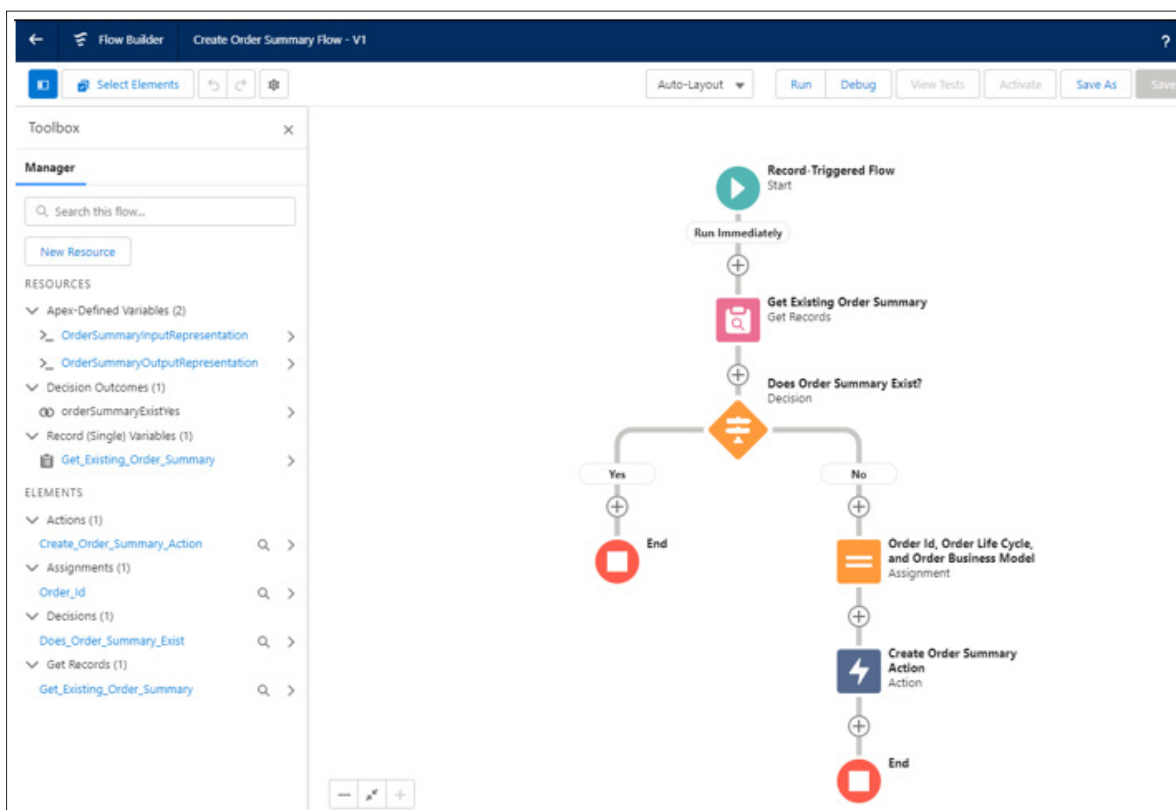 Flow Builder
Create Order Summary Flow - V1
?
Select Elements
Auto-Layout
Run
Debug
View Tests
Activate
Save As
Save
Toolbox
Manager
Search this flow...
New Resource
RESOURCES
Apex-Defined Variables (2)
OrderSummaryInputRepresentation
OrderSummaryOutputRepresentation
Decision Outcomes (1)
orderSummaryExistYes
Record (Single) Variables (1)
Get_Existing_Order_Summary
ELEMENTS
Actions (1)
Create_Order_Summary_Action
Assignments (1)
Order_Id
Decisions (1)
Does_Order_Summary_Exist
Get Records (1)
Get_Existing_Order_Summary
Record-Triggered Flow
Start
Run Immediately
Get Existing Order Summary
Get Records
Does Order Summary Exist?
Decision
Yes
No
End
Order Id, Order Life Cycle,
and Order Business Model
Assignment
Create Order Summary
Action
Action
End